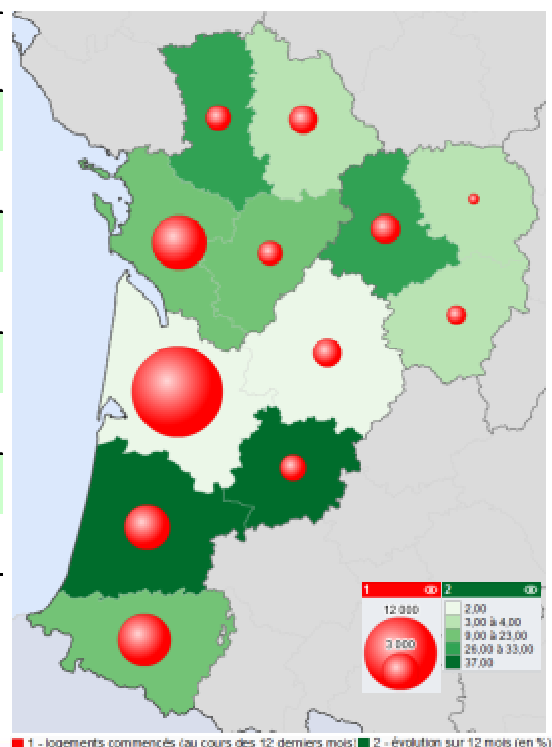 1 2
12 000
3 000
2,00
3,00 à 4,00
9,00 à 23,00
26,00 à 33,00
37,00
1 - logements commencés (au cours des 12 derniers mois) 2 - évolution sur 12 mois (en %)